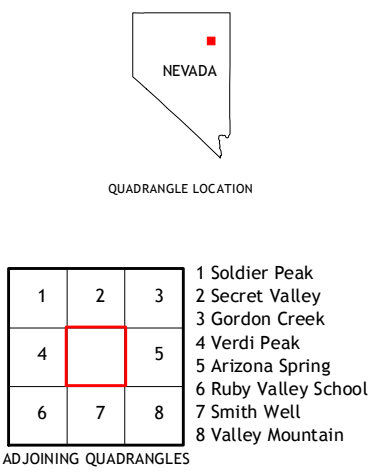 NEVADA
QUADRANGLE LOCATION
1 2 3
4 5
6 7 8
1 Soldier Peak
2 Secret Valley
3 Gordon Creek
4 Verdi Peak
5 Arizona Spring
6 Ruby Valley School
7 Smith Well
8 Valley Mountain
ADJOINING QUADRANGLES